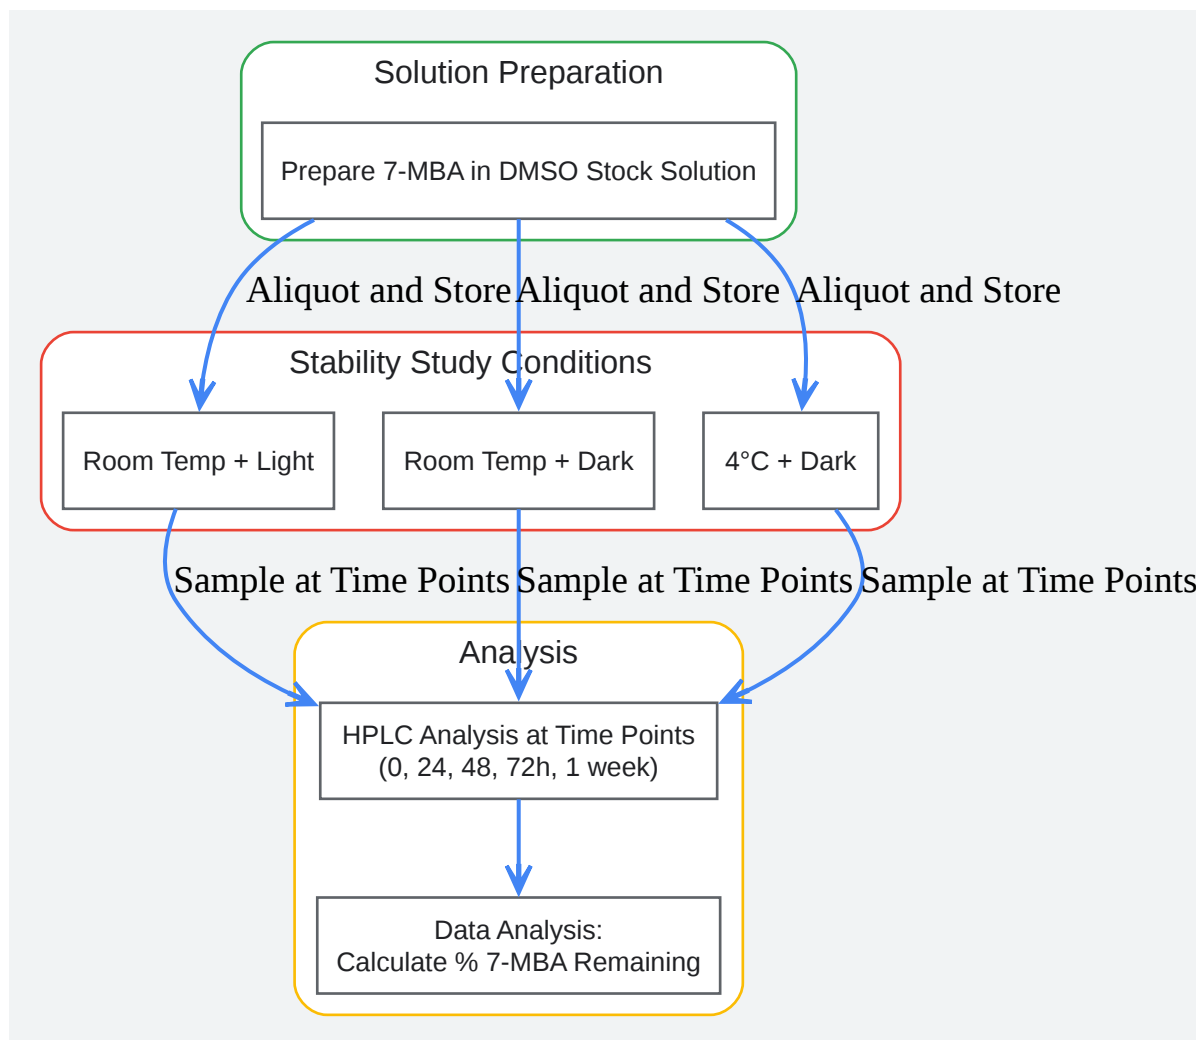 Solution Preparation
Prepare 7-MBA in DMSO Stock Solution
Aliquot and Store
Aliquot and Store
Aliquot and Store
Stability Study Conditions
Room Temp + Light
Room Temp + Dark
4°C + Dark
Sample at Time Points
Sample at Time Points
Sample at Time Points
Analysis
HPLC Analysis at Time Points
(0, 24, 48, 72h, 1 week)
Data Analysis:
Calculate % 7-MBA Remaining